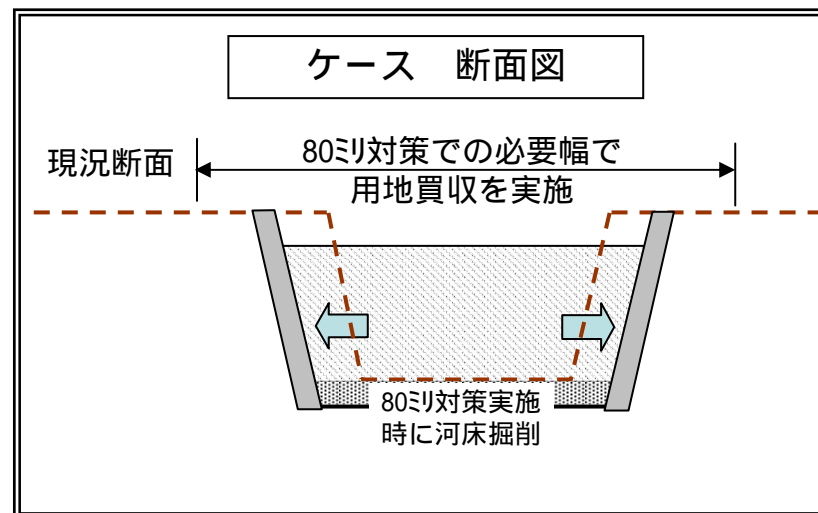 ケース　断面図
現況断面
80ﾐﾘ対策での必要幅で
用地買収を実施
80ﾐﾘ対策実施
時に河床掘削